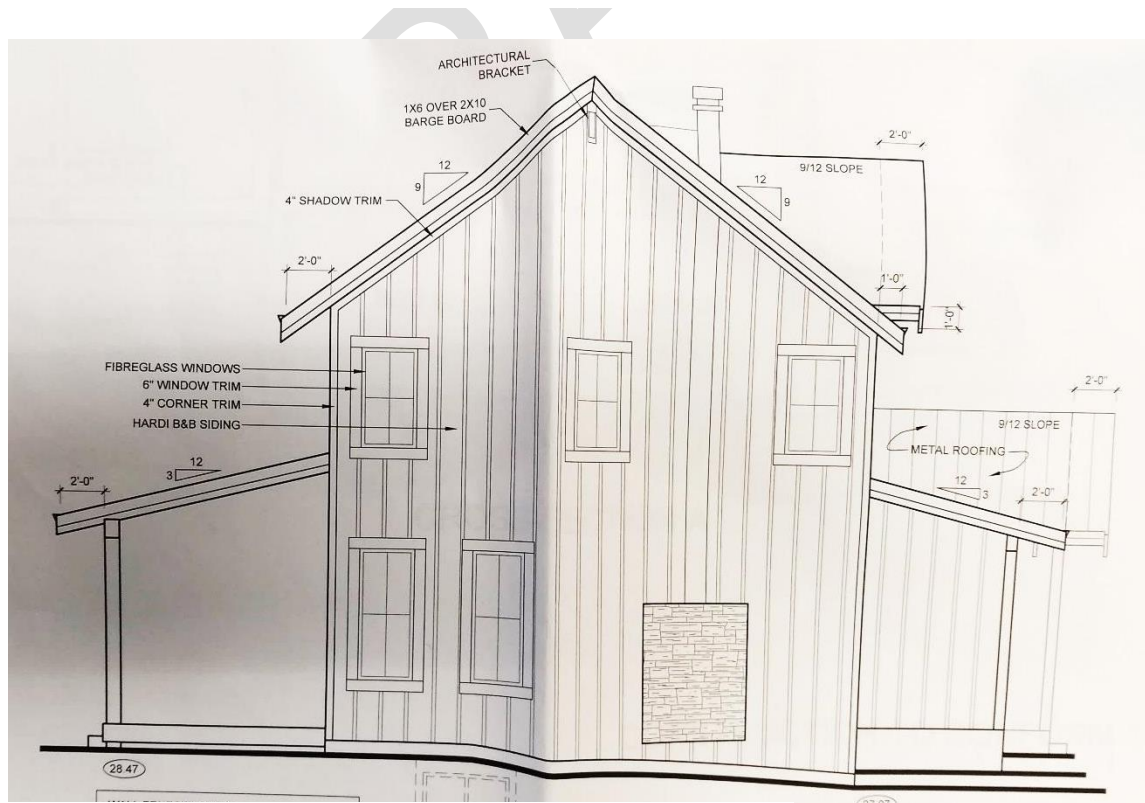 ARCHITECTURAL
BRACKET
1X6 OVER 2X10
BARGE BOARD
2'-0"
9/12 SLOPE
12
9
12
9
4" SHADOW TRIM
2'-0"
1'-0"
1'-0"
FIBREGLASS WINDOWS
6" WINDOW TRIM
4" CORNER TRIM
HARDI B&B SIDING
2'-0"
9/12 SLOPE
METAL ROOFING
12
3
2'-0"
12
3
2'-0"
28.47